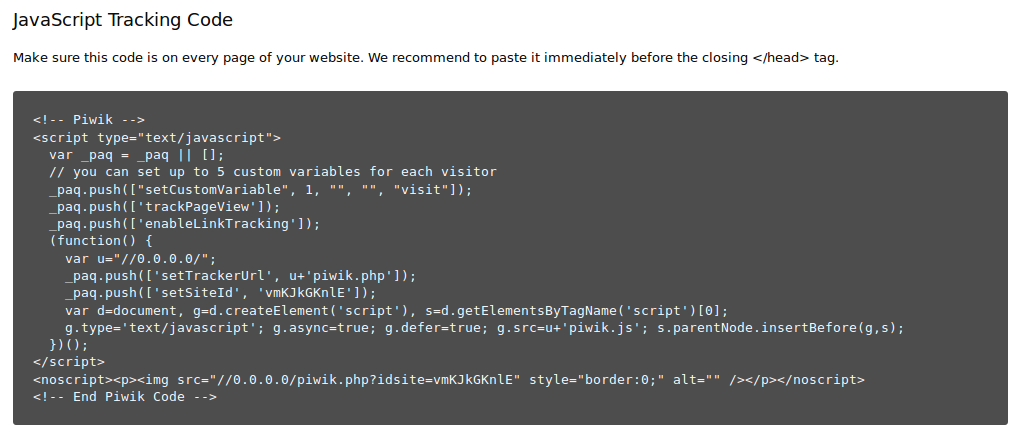 JavaScript Tracking Code
Make sure this code is on every page of your website. We recommend to paste it immediately before the closing </head> tag.
<!-- Piwik -->
<script type="text/javascript">
  var _paq = _paq || [];
  // you can set up to 5 custom variables for each visitor
  _paq.push(["setCustomVariable", 1, "", "", "visit"]);
  _paq.push(['trackPageView']);
  _paq.push(['enableLinkTracking']);
  (function() {
    var u="//0.0.0.0/";
    _paq.push(['setTrackerUrl', u+'piwik.php']);
    _paq.push(['setSiteId', 'vmKJkGKnlE']);
    var d=document, g=d.createElement('script'), s=d.getElementsByTagName('script')[0];
    g.type='text/javascript'; g.async=true; g.defer=true; g.src=u+'piwik.js'; s.parentNode.insertBefore(g,s);
  })();
</script>
<noscript><p><img src="//0.0.0.0/piwik.php?idsite=vmKJkGKnlE" style="border:0;" alt="" /></p></noscript>
<!-- End Piwik Code -->